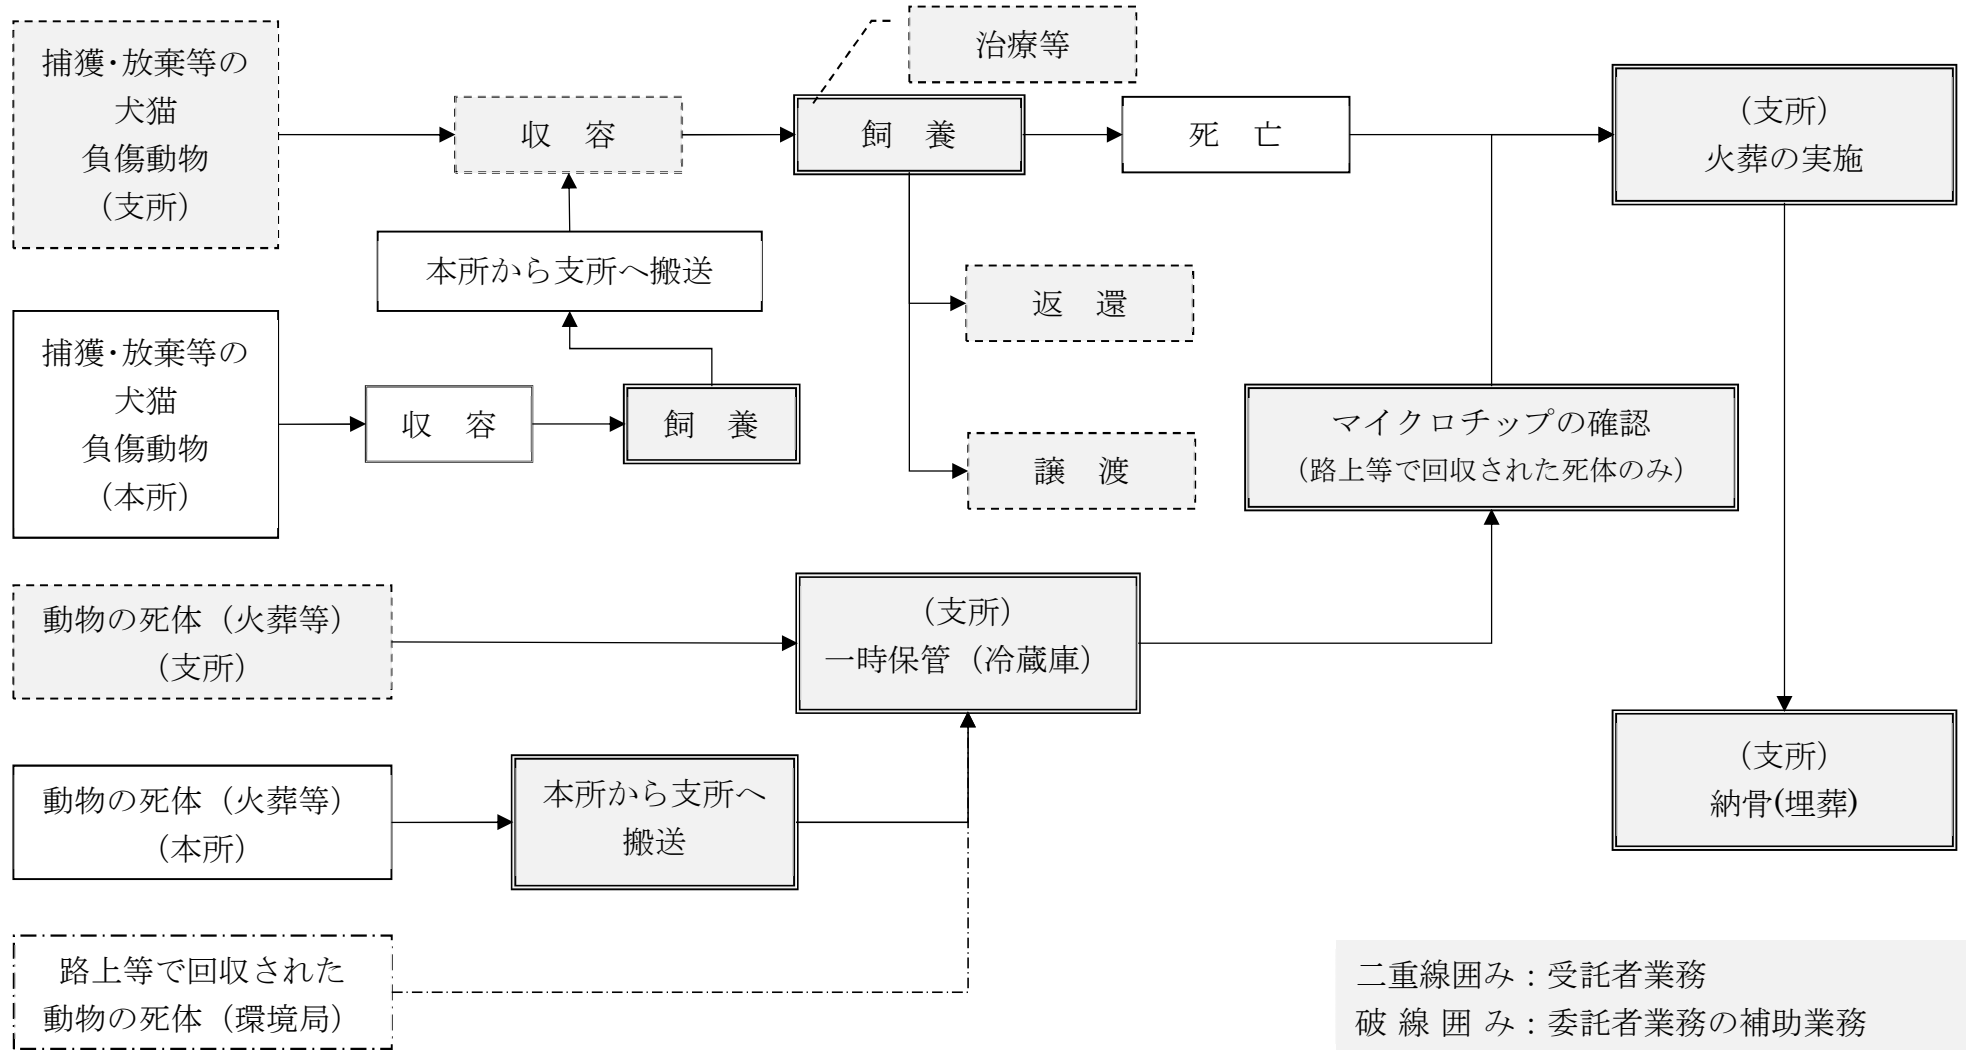 捕獲・放棄等の
犬猫
負傷動物
（支所）
収　容
治療等
飼　養
死　亡
（支所）
火葬の実施
本所から支所へ搬送
返　還
捕獲・放棄等の
犬猫
負傷動物
（本所）
収　容
飼　養
譲　渡
マイクロチップの確認
（路上等で回収された死体のみ）
動物の死体（火葬等）
（支所）
（支所）
一時保管（冷蔵庫）
動物の死体（火葬等）
（本所）
本所から支所へ
搬送
（支所）
納骨(埋葬)
路上等で回収された
動物の死体（環境局）
二重線囲み：受託者業務
破 線 囲 み：委託者業務の補助業務